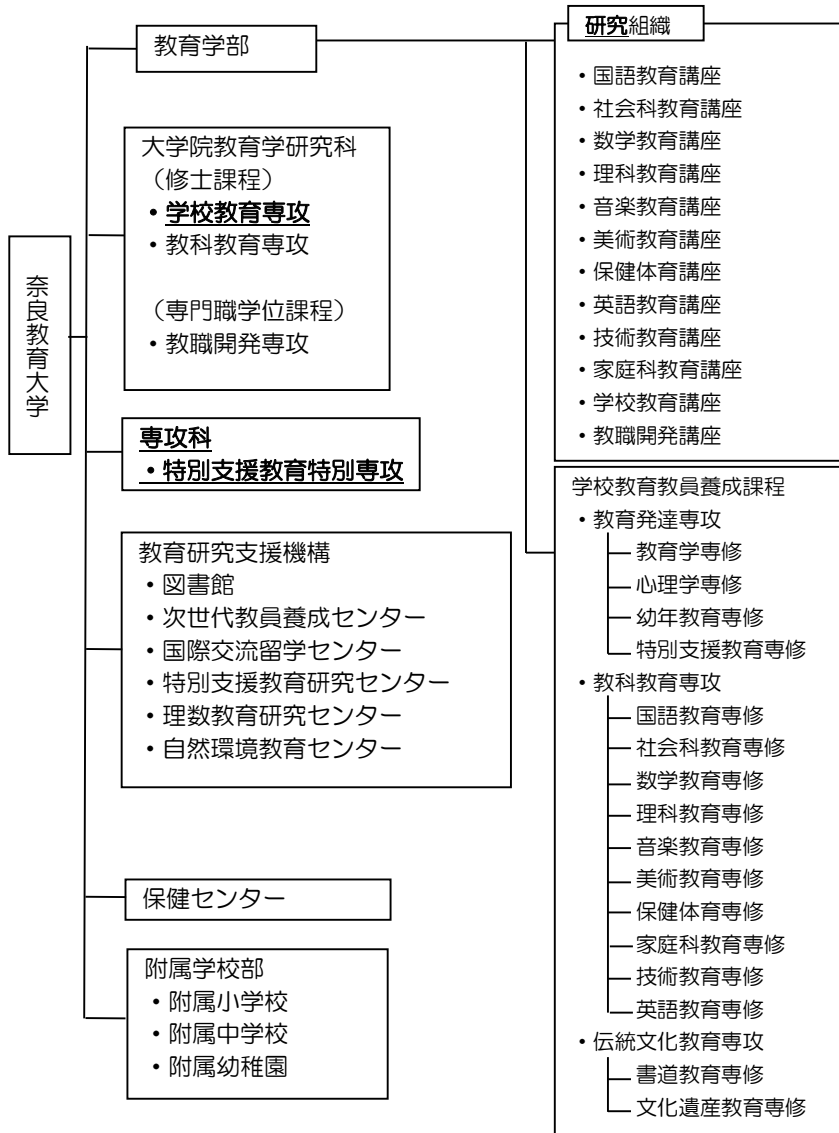 奈良教育大学
教育学部
大学院教育学研究科
（修士課程）
・学校教育専攻
・教科教育専攻
（専門職学位課程）
・教職開発専攻
専攻科
・特別支援教育特別専攻
教育研究支援機構
・図書館
・次世代教員養成センター
・国際交流留学センター
・特別支援教育研究センター
・理数教育研究センター
・自然環境教育センター
保健センター
附属学校部
・附属小学校
・附属中学校
・附属幼稚園
研究組織
・国語教育講座
・社会科教育講座
・数学教育講座
・理科教育講座
・音楽教育講座
・美術教育講座
・保健体育講座
・英語教育講座
・技術教育講座
・家庭科教育講座
・学校教育講座
・教職開発講座
学校教育教員養成課程
・教育発達専攻
教育学専修
心理学専修
幼年教育専修
特別支援教育専修
・教科教育専攻
国語教育専修
社会科教育専修
数学教育専修
理科教育専修
音楽教育専修
美術教育専修
保健体育専修
家庭科教育専修
技術教育専修
英語教育専修
・伝統文化教育専攻
書道教育専修
文化遺産教育専修